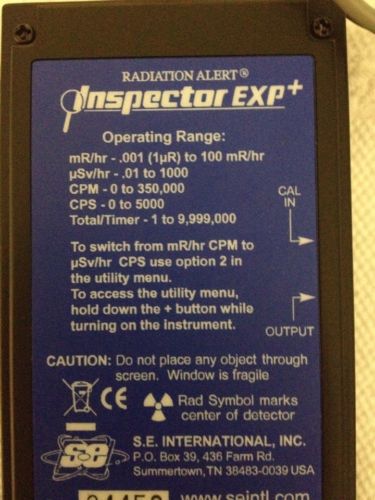 RADIATION ALERT®
Inspector EXP+
Operating Range:
mR/hr - .001 (1µR) to 100 mR/hr
µSv/hr - .01 to 1000
CPM - 0 to 350,000
CPS - 0 to 5000
Total/Timer - 1 to 9,999,000
CAL
IN
To switch from mR/hr CPM to
µSv/hr CPS use option 2 in
the utility menu.
To access the utility menu,
hold down the + button while
turning on the instrument.
OUTPUT
CAUTION: Do not place any object through
screen. Window is fragile
CE
Rad Symbol marks
center of detector
S.E. INTERNATIONAL, INC.
P.O. Box 39, 436 Farm Rd.
Summertown, TN 38483-0039 USA
www.seintl.com